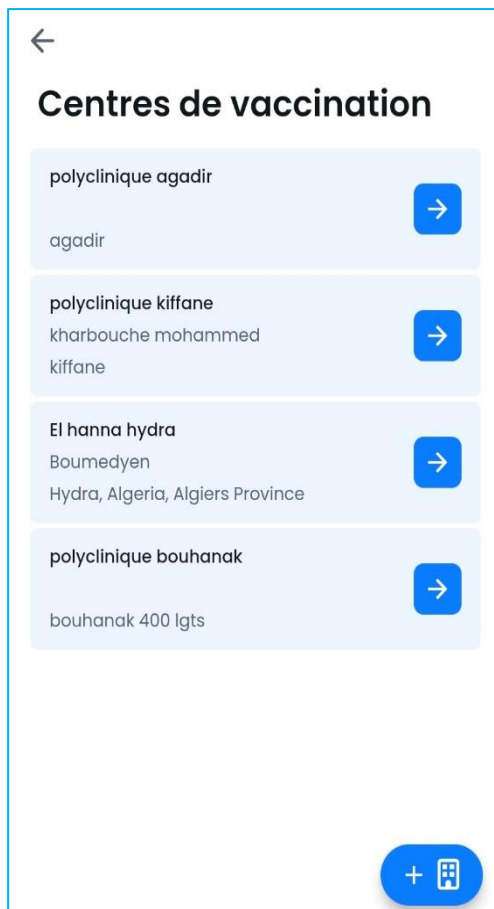 Centres de vaccination
polyclinique agadir
agadir
polyclinique kiffane
kharbouche mohammed
kiffane
El hanna hydra
Boumedyen
Hydra, Algeria, Algiers Province
polyclinique bouhanak
bouhanak 400 lgts
+